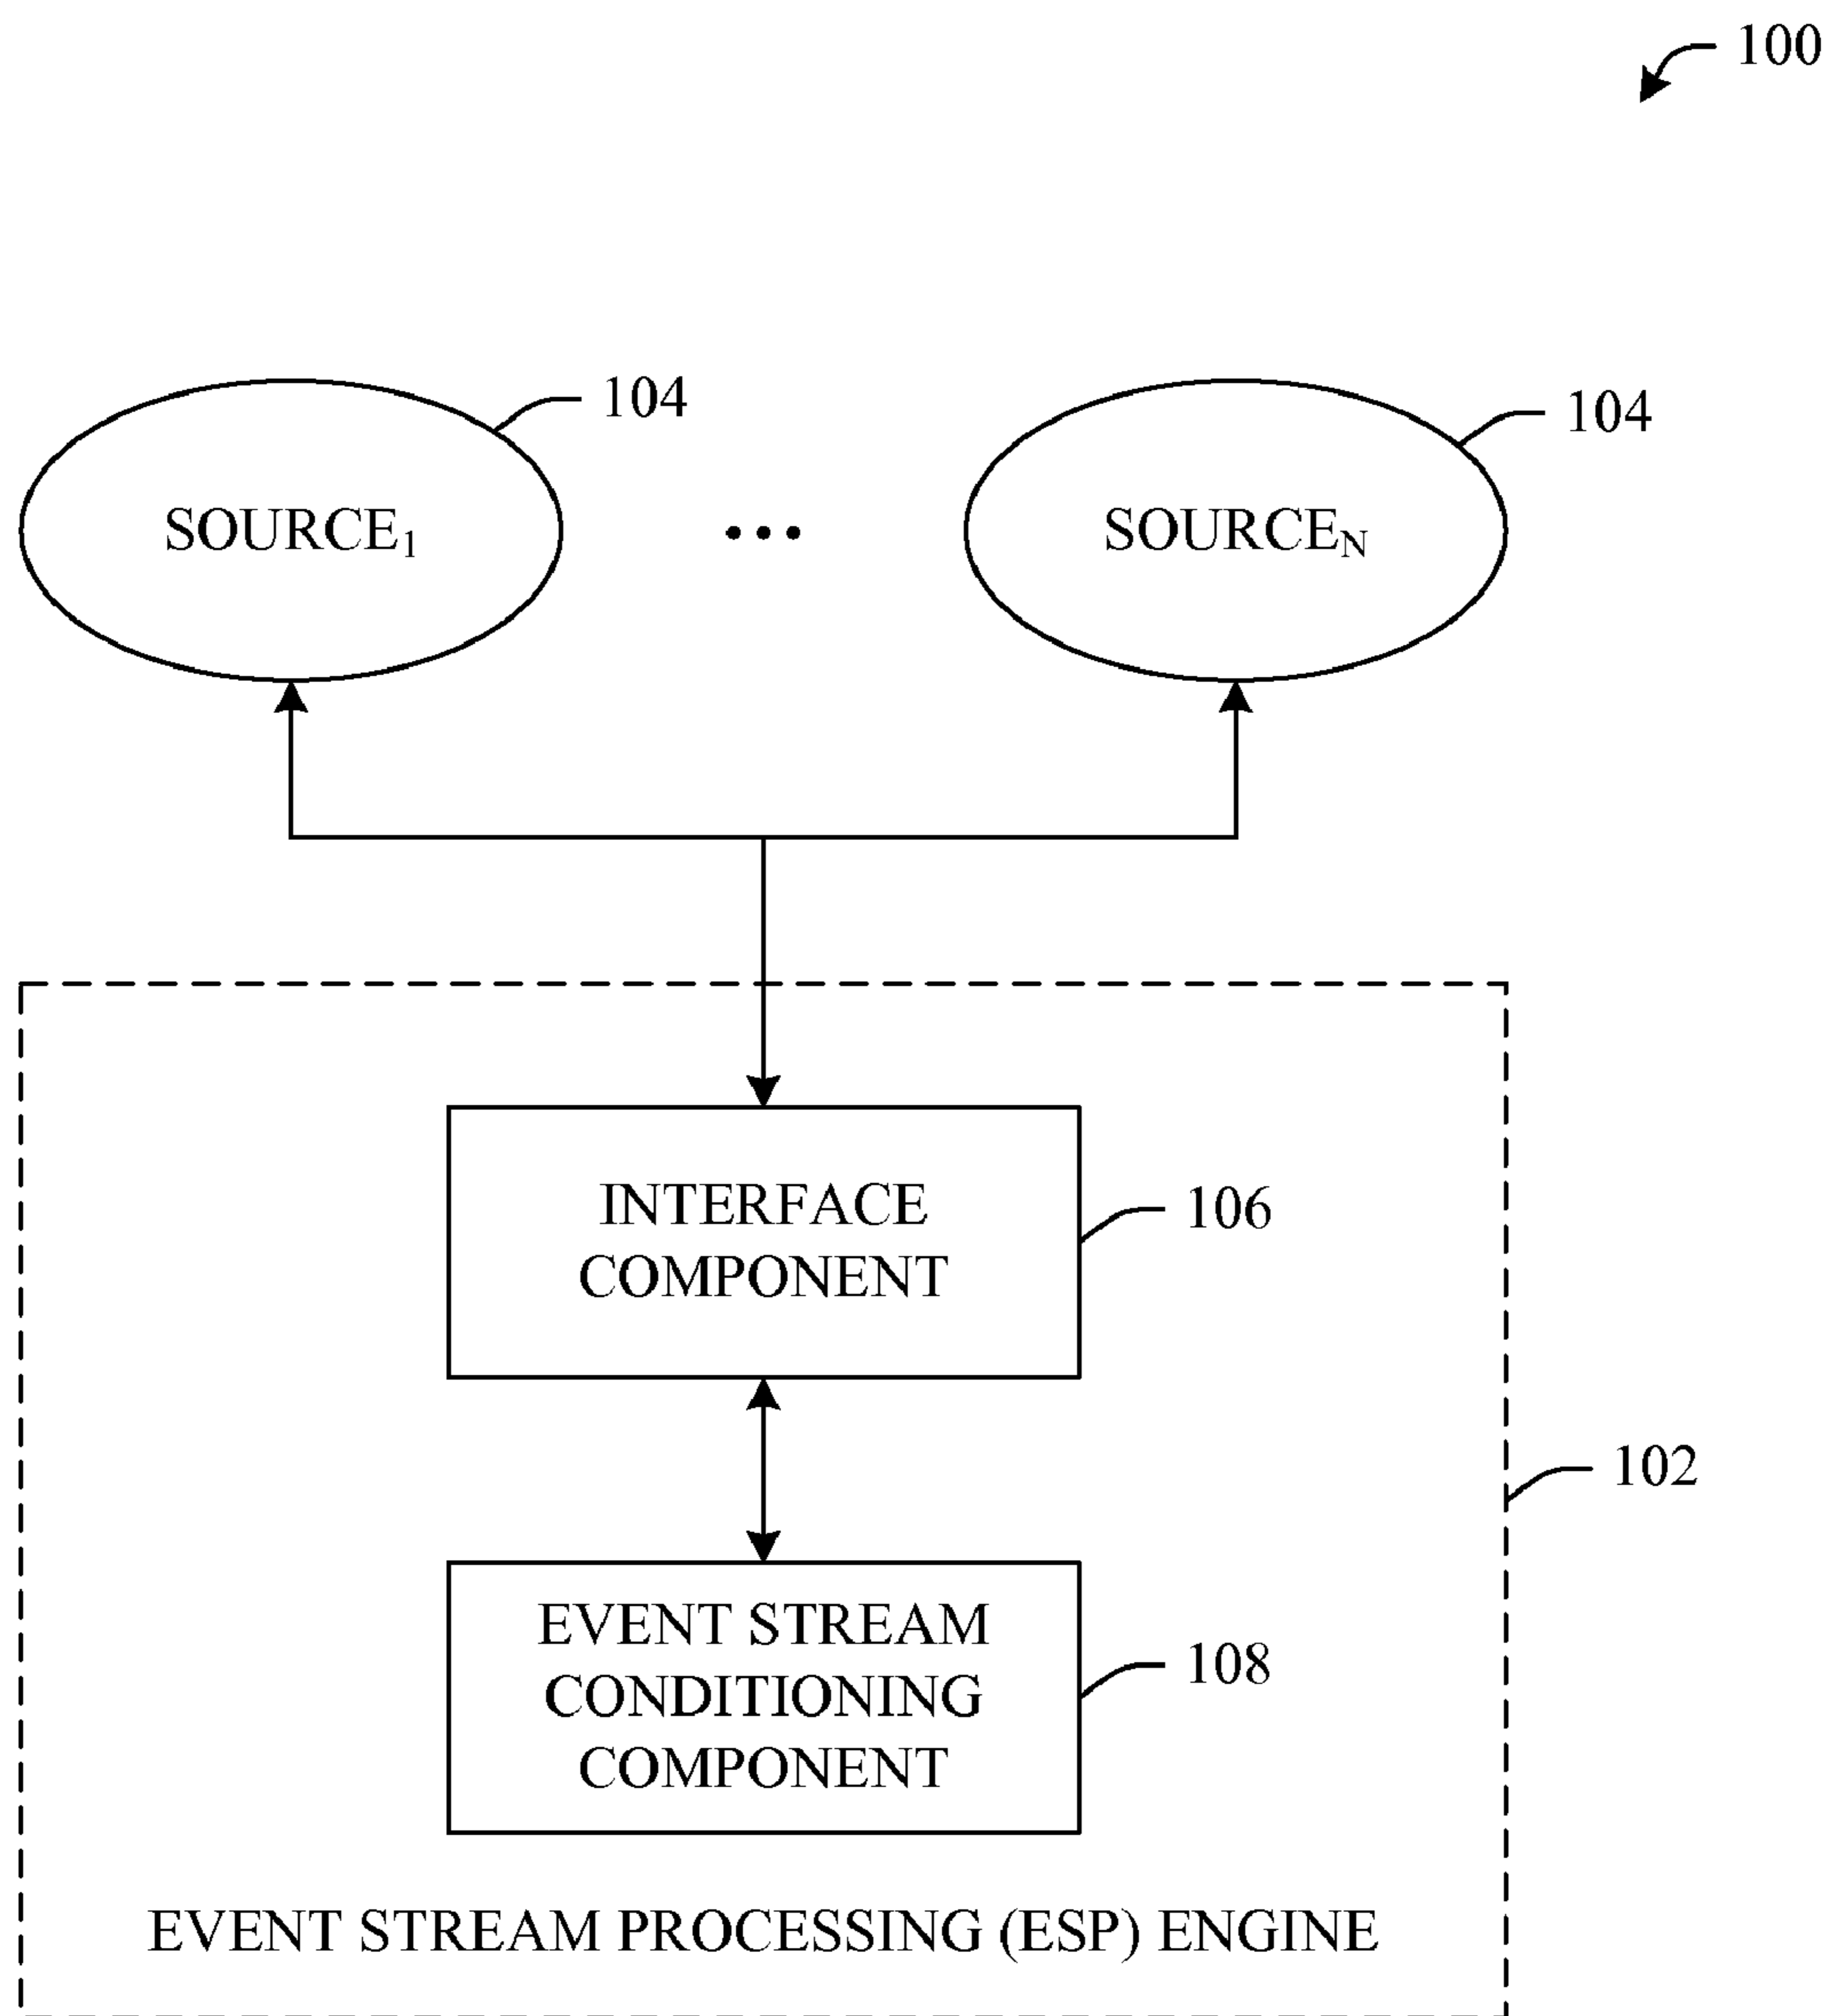 100
104
104
SOURCE1
...
SOURCEN
INTERFACE
COMPONENT
106
102
EVENT STREAM
CONDITIONING
COMPONENT
108
EVENT STREAM PROCESSING (ESP) ENGINE